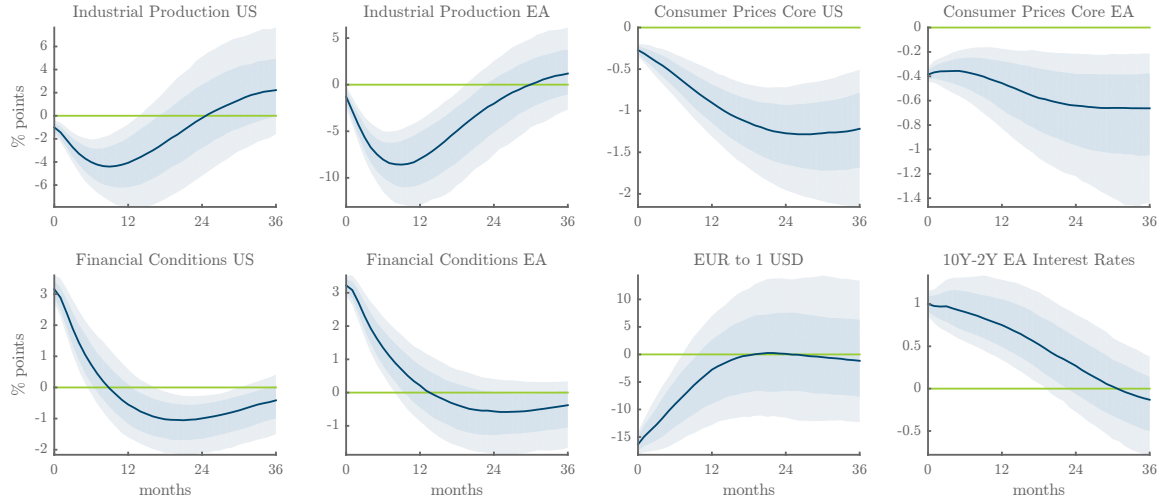 Industrial Production US
Industrial Production EA
Consumer Prices Core US
Consumer Prices Core EA
% points
6
4
2
0
-2
-4
-6
0 12 24 36
5
0
-5
-10
0 12 24 36
0
-0.5
-1
-1.5
-2
0 12 24 36
0
-0.2
-0.4
-0.6
-0.8
-1
-1.2
-1.4
0 12 24 36
Financial Conditions US
Financial Conditions EA
EUR to 1 USD
10Y-2Y EA Interest Rates
% points
3
2
1
0
-1
-2
0 12 24 36
months
3
2
1
0
-1
0 12 24 36
months
10
5
0
-5
-10
-15
0 12 24 36
months
1
0.5
0
-0.5
0 12 24 36
months